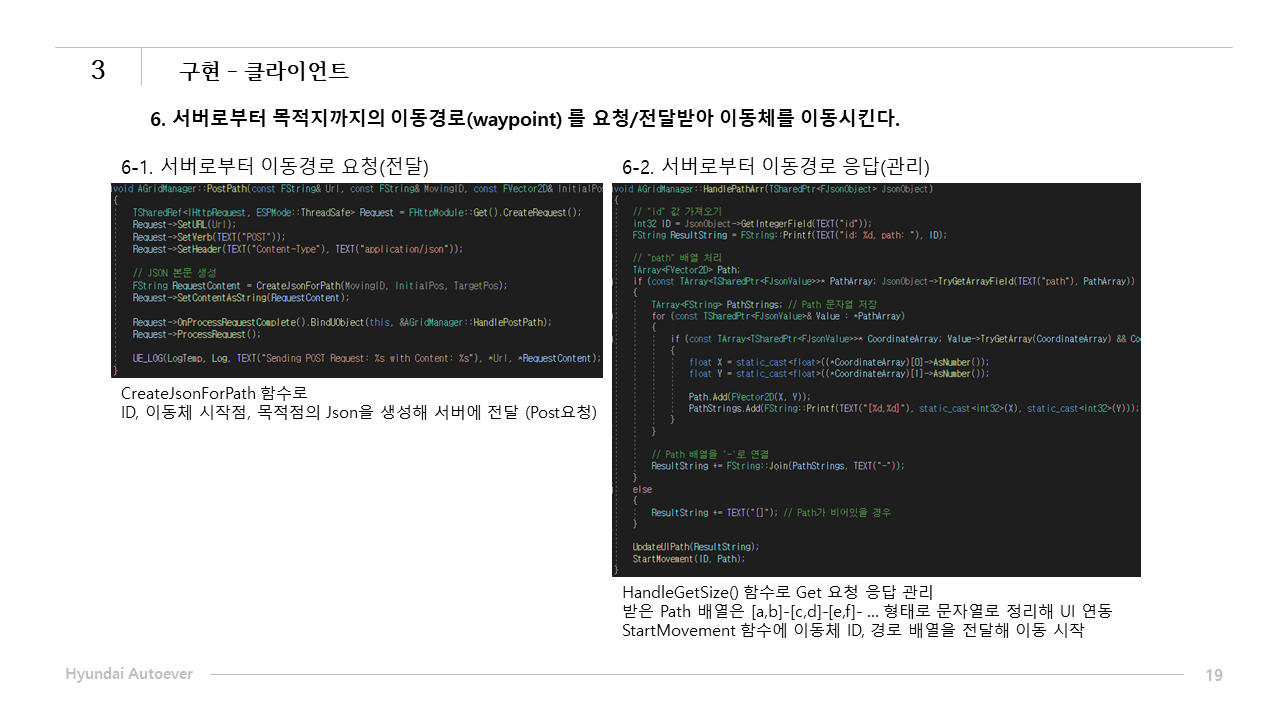 3
구현 - 클라이언트
6. 서버로부터 목적지까지의 이동경로(waypoint) 를 요청/전달받아 이동체를 이동시킨다.
6-1. 서버로부터 이동경로 요청(전달)
void AGridManager::PostPath(const FString& Url, const FString& MovingID, const FVector2D& InitialPos
{
TSharedRef<IHttpRequest, ESPMode::ThreadSafe> Request = FHttpModule::Get().CreateRequest();
Request->SetURL(Url);
Request->SetVerb(TEXT("POST"));
Request->SetHeader(TEXT("Content-Type"), TEXT("application/json"));
// JSON 본문 생성
FString RequestContent = CreateJsonForPath(MovingID, InitialPos, TargetPos);
Request->SetContentAsString(RequestContent);
Request->OnProcessRequestComplete().BindUObject(this, &AGridManager::HandlePostPath);
Request->ProcessRequest();
UE_LOG(LogTemp, Log, TEXT("Sending POST Request: %s with Content: %s"), *Url, *RequestContent);
}
CreateJsonForPath 함수로
ID, 이동체 시작점, 목적점의 Json을 생성해 서버에 전달 (Post요청)
6-2. 서버로부터 이동경로 응답(관리)
void AGridManager::HandlePathArr(TSharedPtr<FJsonObject> JsonObject)
{
// "id" 값 가져오기
int32 ID = JsonObject->GetIntegerField(TEXT("id"));
FString ResultString = FString::Printf(TEXT("id: %d, path: "), ID);
// "path" 배열 처리
TArray<FVector2D> Path;
if (const TArray<TSharedPtr<FJsonValue>>* PathArray; JsonObject->TryGetArrayField(TEXT("path"), PathArray))
{
TArray<FString> PathStrings; // Path 문자열 저장
for (const TSharedPtr<FJsonValue>& Value : *PathArray)
{
if (const TArray<TSharedPtr<FJsonValue>>* CoordinateArray; Value->TryGetArray(CoordinateArray) && Co
{
float X = static_cast<float>((*CoordinateArray)[0]->AsNumber());
float Y = static_cast<float>((*CoordinateArray)[1]->AsNumber());
Path.Add(FVector2D(X, Y));
PathStrings.Add(FString::Printf(TEXT("[%d,%d]"), static_cast<int32>(X), static_cast<int32>(Y)));
}
}
// Path 배열을 '-'로 연결
ResultString += FString::Join(PathStrings, TEXT("-"));
}
else
{
ResultString += TEXT("[]"); // Path가 비어있을 경우
}
UpdateUIPath(ResultString);
StartMovement(ID, Path);
}
HandleGetSize() 함수로 Get 요청 응답 관리
받은 Path 배열은 [a,b]-[c,d]-[e,f]- ... 형태로 문자열로 정리해 UI 연동
StartMovement 함수에 이동체 ID, 경로 배열을 전달해 이동 시작
Hyundai Autoever
19